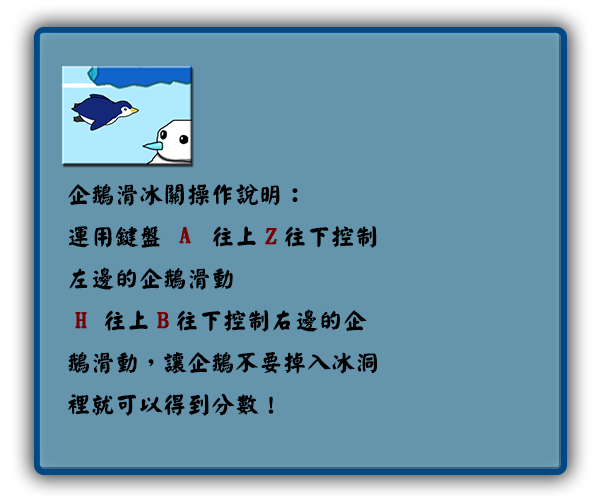 企鵝滑冰關操作說明：
運用鍵盤 A 往上 Z 往下控制
左邊的企鵝滑動
H 往上 B 往下控制右邊的企
鵝滑動，讓企鵝不要掉入冰洞
裡就可以得到分數！